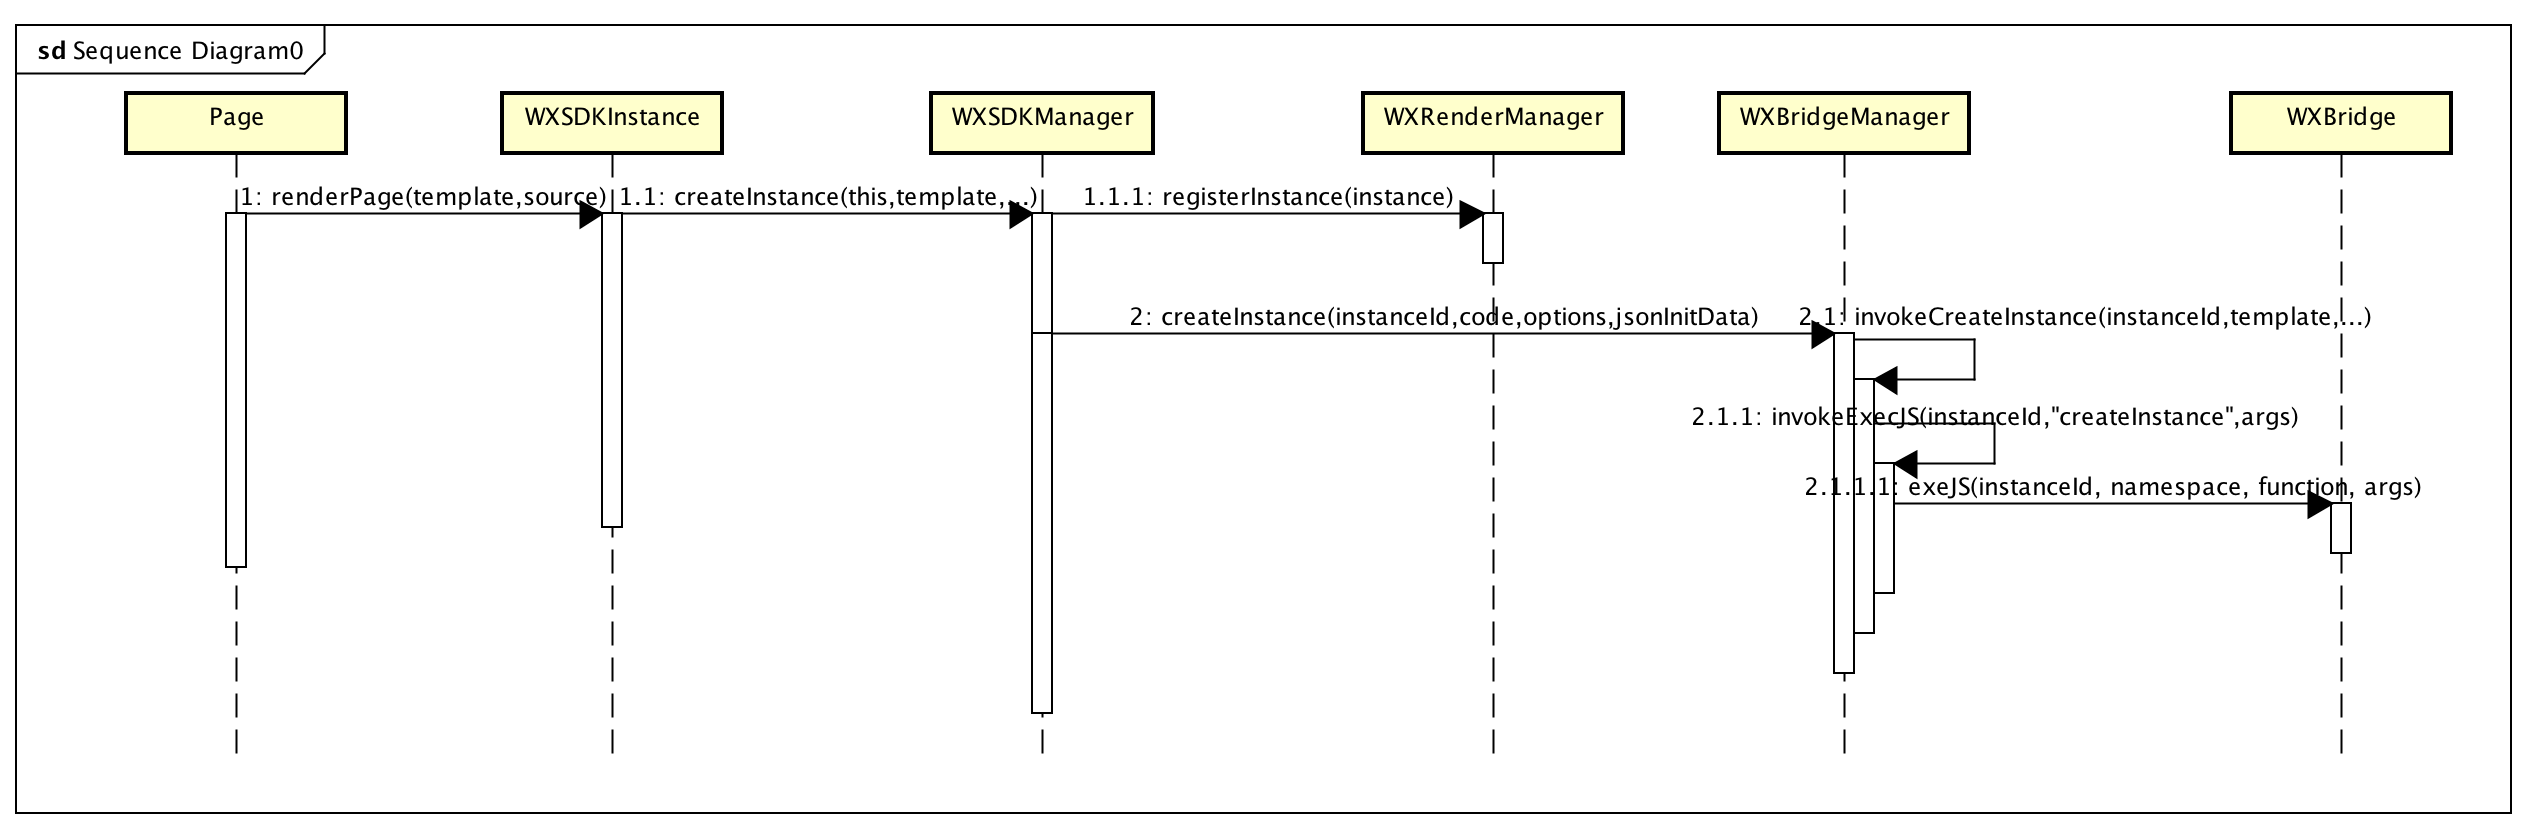 sd Sequence Diagram0
Page
WXSDKInstance
WXSDKManager
WXRenderManager
WXBridgeManager
WXBridge
1: renderPage(template,source)
1.1: createInstance(this,template,...)
1.1.1: registerInstance(instance)
2: createInstance(instanceId,code,options,jsonInitData)
2.1: invokeCreateInstance(instanceId,template,...)
2.1.1: invokeExecJS(instanceId,"createInstance",args)
2.1.1.1: exeJS(instanceId, namespace, function, args)